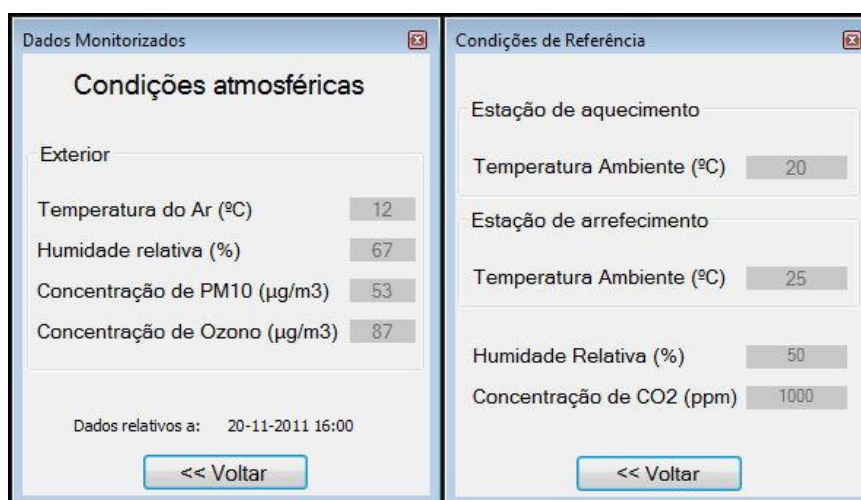 Dados Monitorizados
Condições atmosféricas
Exterior
Temperatura do Ar (ºC) 12
Humidade relativa (%) 67
Concentração de PM10 (µg/m3) 53
Concentração de Ozono (µg/m3) 87
Dados relativos a: 20-11-2011 16:00
<< Voltar
Condições de Referência
Estação de aquecimento
Temperatura Ambiente (ºC) 20
Estação de arrefecimento
Temperatura Ambiente (ºC) 25
Humidade Relativa (%) 50
Concentração de CO2 (ppm) 1000
<< Voltar